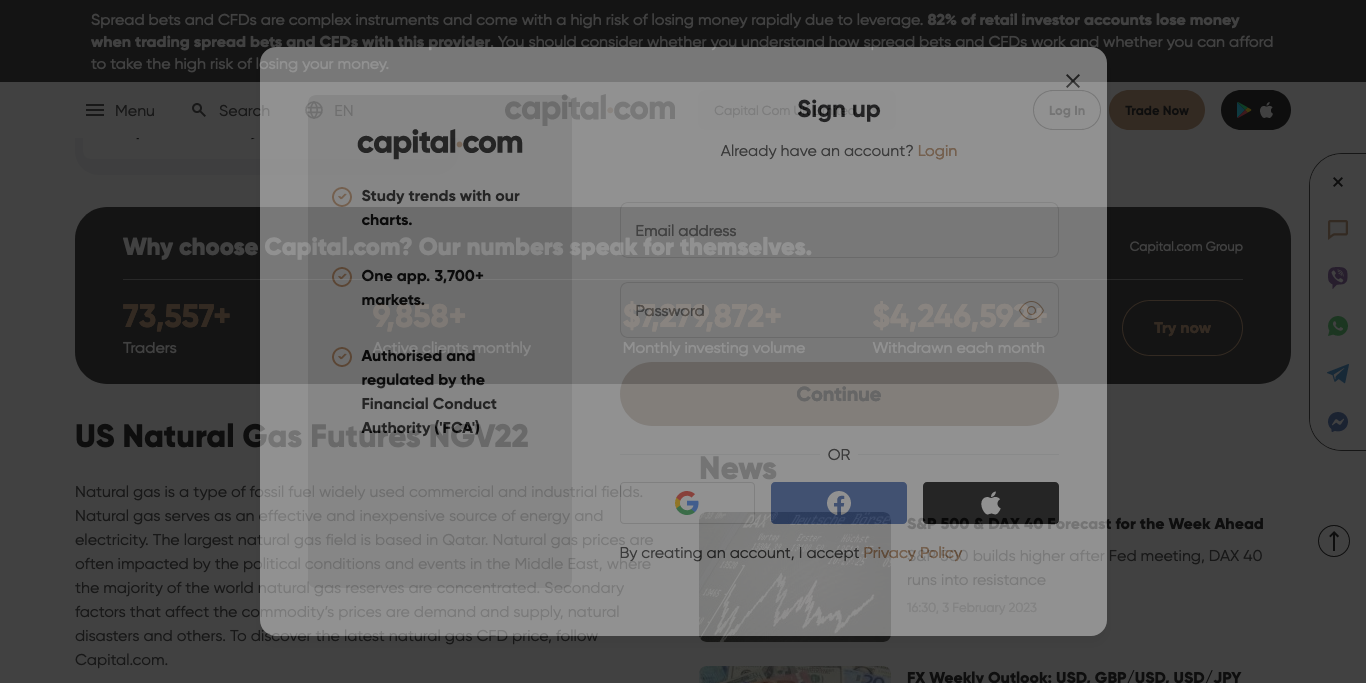 Spread bets and CFDs are complex instruments and come with a high risk of losing money rapidly due to leverage. 82% of retail investor accounts lose money
when trading spread bets and CFDs with this provider. You should consider whether you understand how spread bets and CFDs work and whether you can afford
to take the high risk of losing your money.
Menu
Search
EN
capital.com
Capital Com
Log In
Trade Now
Sign up
Already have an account? Login
capital.com
Study trends with our
charts.
One app. 3,700+
markets.
Authorised and
regulated by the
Financial Conduct
Authority ('FCA')
Email address
Password
Continue
OR
By creating an account, I accept Privacy Policy
Why choose Capital.com? Our numbers speak for themselves.
Capital.com Group
73,557+
Traders
9,858+
Active clients monthly
$7,279,872+
Monthly investing volume
$4,246,592+
Withdrawn each month
Try now
US Natural Gas Futures NGV22
Natural gas is a type of fossil fuel widely used commercial and industrial fields.
Natural gas serves as an effective and inexpensive source of energy and
electricity. The largest natural gas field is based in Qatar. Natural gas prices are
often impacted by the political conditions and events in the Middle East, where
the majority of the world natural gas reserves are concentrated. Secondary
factors that affect the commodity's prices are demand and supply, natural
disasters and others. To discover the latest natural gas CFD price, follow
Capital.com.
News
DAX
S&P 500 & DAX 40 Forecast for the Week Ahead
S&P 500 builds higher after Fed meeting, DAX 40
runs into resistance
16:30, 3 February 2023
FX Weekly Outlook: USD, GBP/USD, USD/JPY